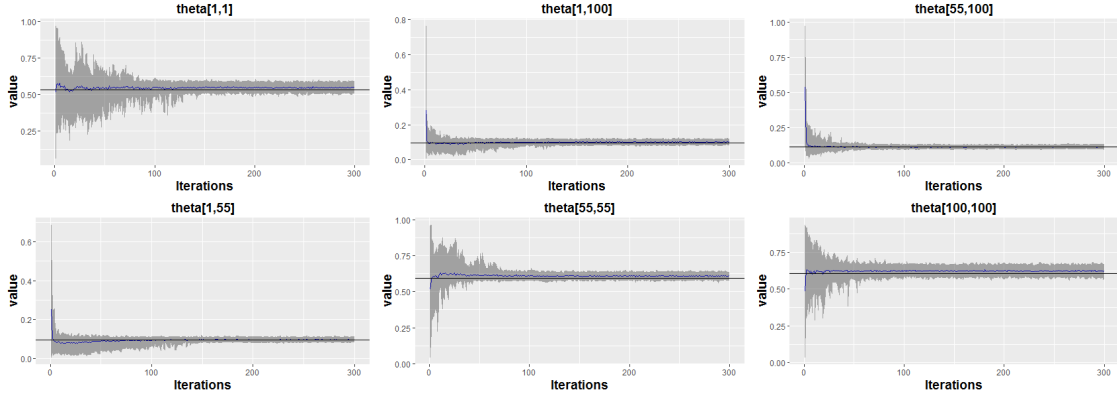 theta[1,1]
value
1.00
0.75
0.50
0.25
0
100
200
300
Iterations
theta[1,100]
value
0.8
0.6
0.4
0.2
0.0
0
100
200
300
Iterations
theta[55,100]
value
1.00
0.75
0.50
0.25
0.00
0
100
200
300
Iterations
theta[1,55]
value
0.6
0.4
0.2
0.0
0
100
200
300
Iterations
theta[55,55]
value
1.00
0.75
0.50
0.25
0.00
0
100
200
300
Iterations
theta[100,100]
value
0.75
0.50
0.25
0.00
0
100
200
300
Iterations